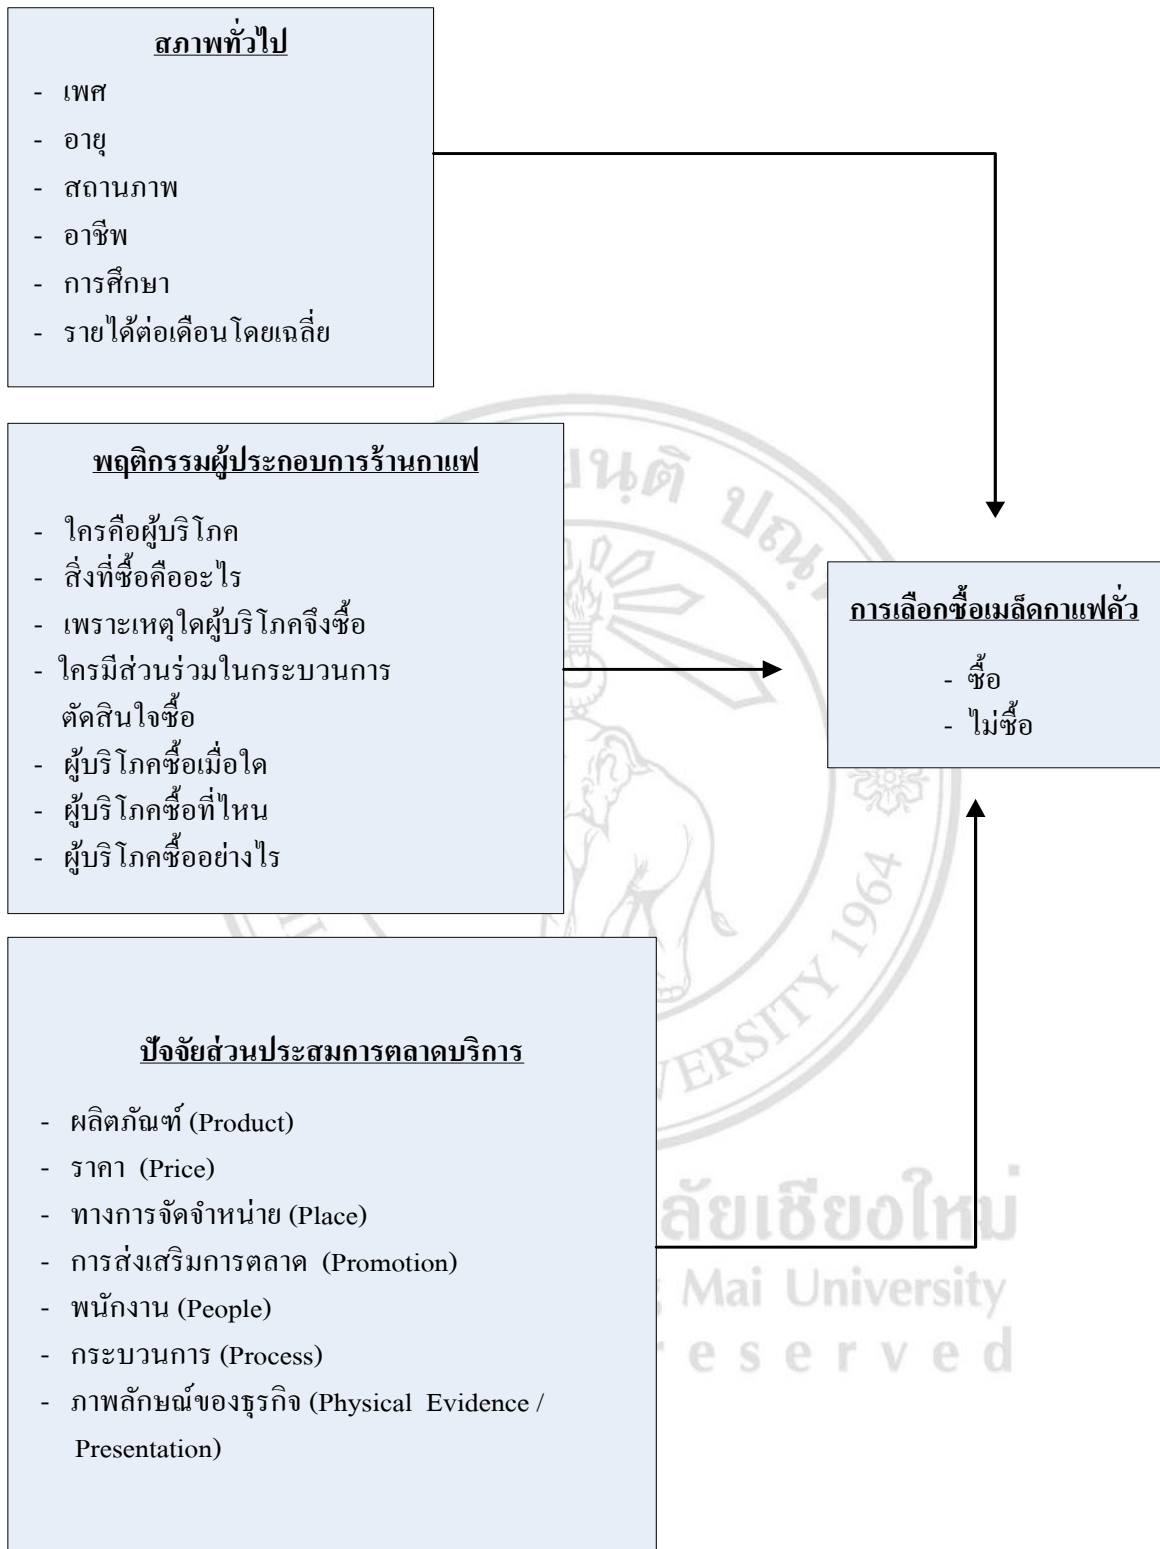 สภาพทั่วไป
- เพศ
- อายุ
- สถานภาพ
- อาชีพ
- การศึกษา
- รายได้ต่อเดือนโดยเฉลี่ย
พฤติกรรมผู้ประกอบการร้านกาแฟ
- ใครคือผู้บริโภค
- สิ่งที่ซื้อคืออะไร
- เพราะเหตุใดผู้บริโภคจึงซื้อ
- ใครมีส่วนร่วมในกระบวนการ
ตัดสินใจซื้อ
- ผู้บริโภคซื้อเมื่อใด
- ผู้บริโภคซื้อที่ไหน
- ผู้บริโภคซื้ออย่างไร
การเลือกซื้อเมล็ดกาแฟคั่ว
- ซื้อ
- ไม่ซื้อ
ปัจจัยส่วนประสมการตลาดบริการ
- ผลิตภัณฑ์ (Product)
- ราคา (Price)
- ทางการจัดจำหน่าย (Place)
- การส่งเสริมการตลาด (Promotion)
- พนักงาน (People)
- กระบวนการ (Process)
- ภาพลักษณ์ของธุรกิจ (Physical Evidence /
Presentation)
1964
ลัยเชียงใหม่
Mai University
r e s e r v e d